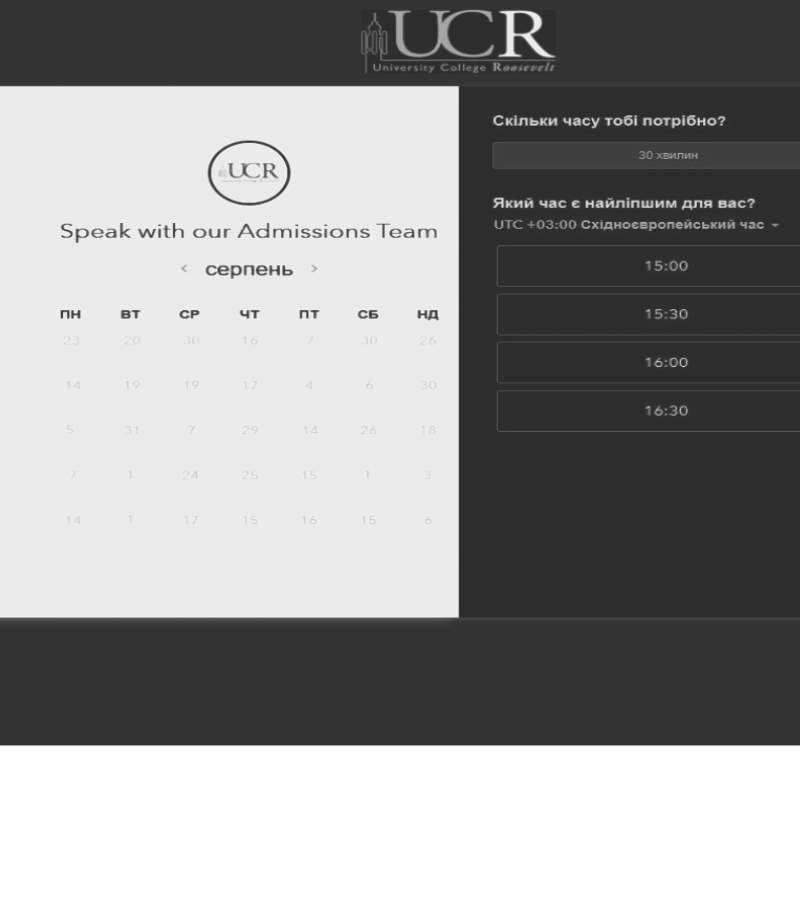 UCR
University College Roosevelt
UCR
Speak with our Admissions Team
‹ серпень ›
ПН ВТ СР ЧТ ПТ СБ НД
23 20 30 16 7 30 26
14 19 19 17 4 6 30
5 31 7 29 14 26 18
7 1 24 25 15 1 3
14 1 17 15 16 15 6
Скільки часу тобі потрібно?
30 хвилин
Який час є найліпшим для вас?
UTC +03:00 Східноєвропейський час
15:00
15:30
16:00
16:30